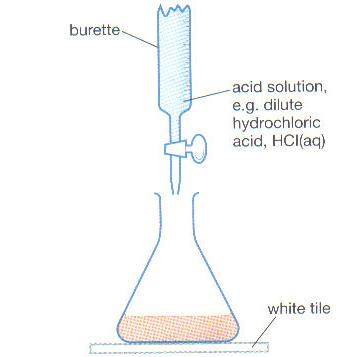 burette
acid solution,
e.g. dilute
hydrochloric
acid, HCl(aq)
white tile